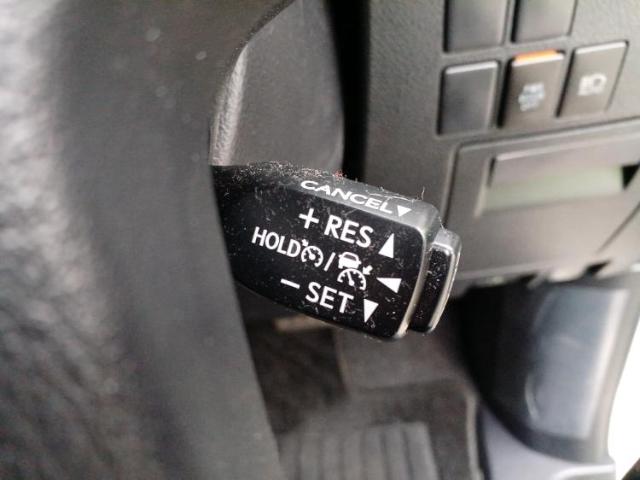 CANCEL▼
+ RES ▲
HOLD / ◀
− SET ▼